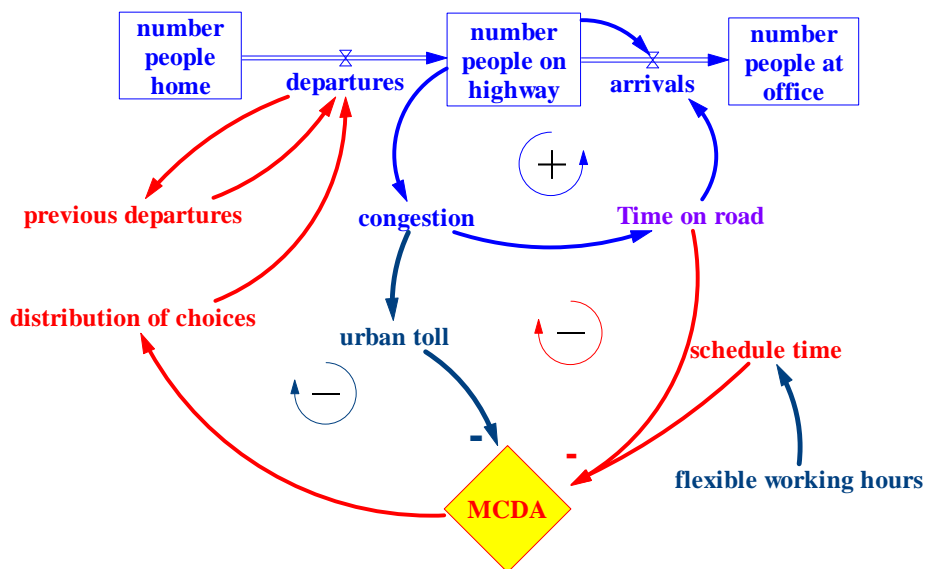 number
people
home
number
people on
highway
number
people at
office
departures
arrivals
previous departures
congestion
Time on road
distribution of choices
urban toll
schedule time
flexible working hours
MCDA
+
-
-
-
-